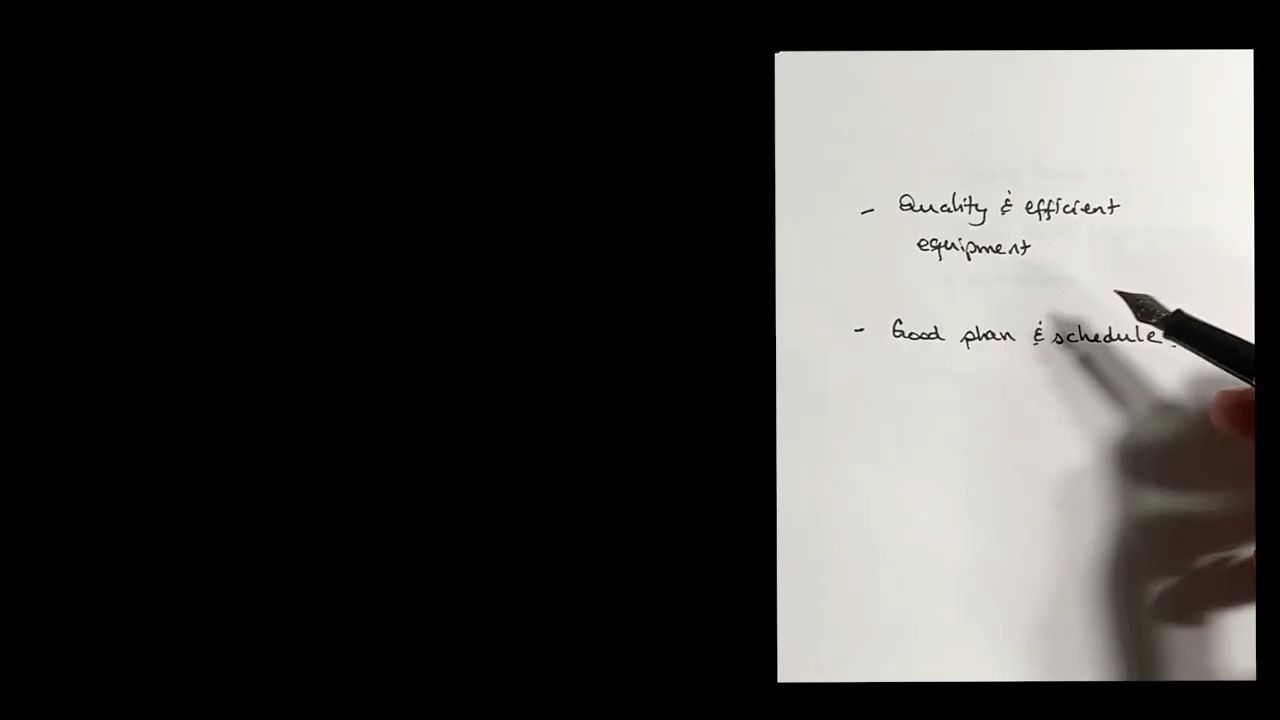 - Quality & efficient
equipment
- Good plan & schedule.